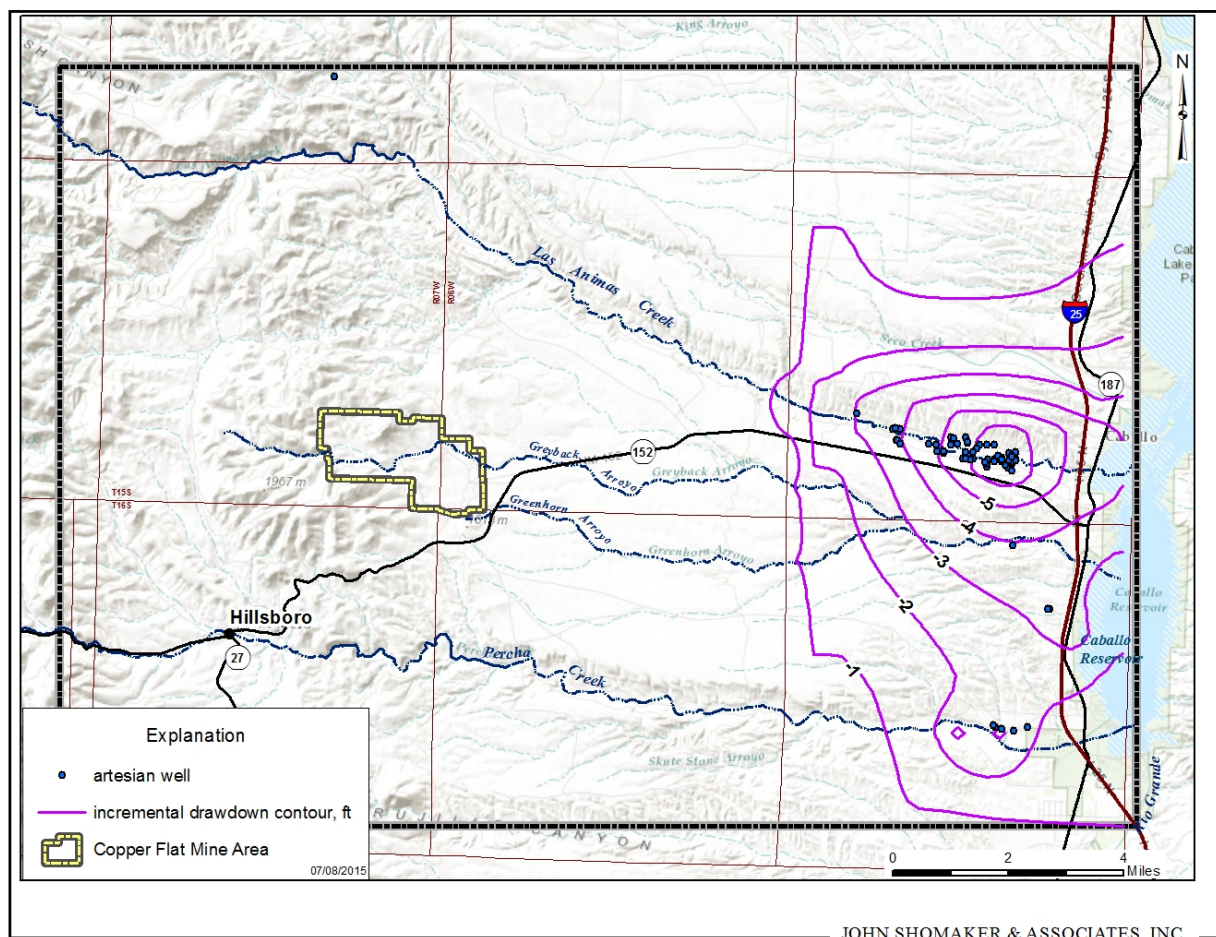 King Arroyo
SH CANYON
N
Las Animas Creek
R07W
R06W
25
Seco Creek
187
Caballo
152
Greyback Arroyo
Greyback Arroyo
1967 m
T15S
T16S
Greenhorn Arroyo
Greenhorn Arroyo
-5
-4
-3
-2
-1
Hillsboro
27
Caballo Reservoir
Caballo Reservoir
Percha Creek
Skute Stone Arroyo
Rio Grande
Explanation
artesian well
incremental drawdown contour, ft
Copper Flat Mine Area
07/08/2015
0 2 4
Miles
JOHN SHOMAKER & ASSOCIATES, INC.